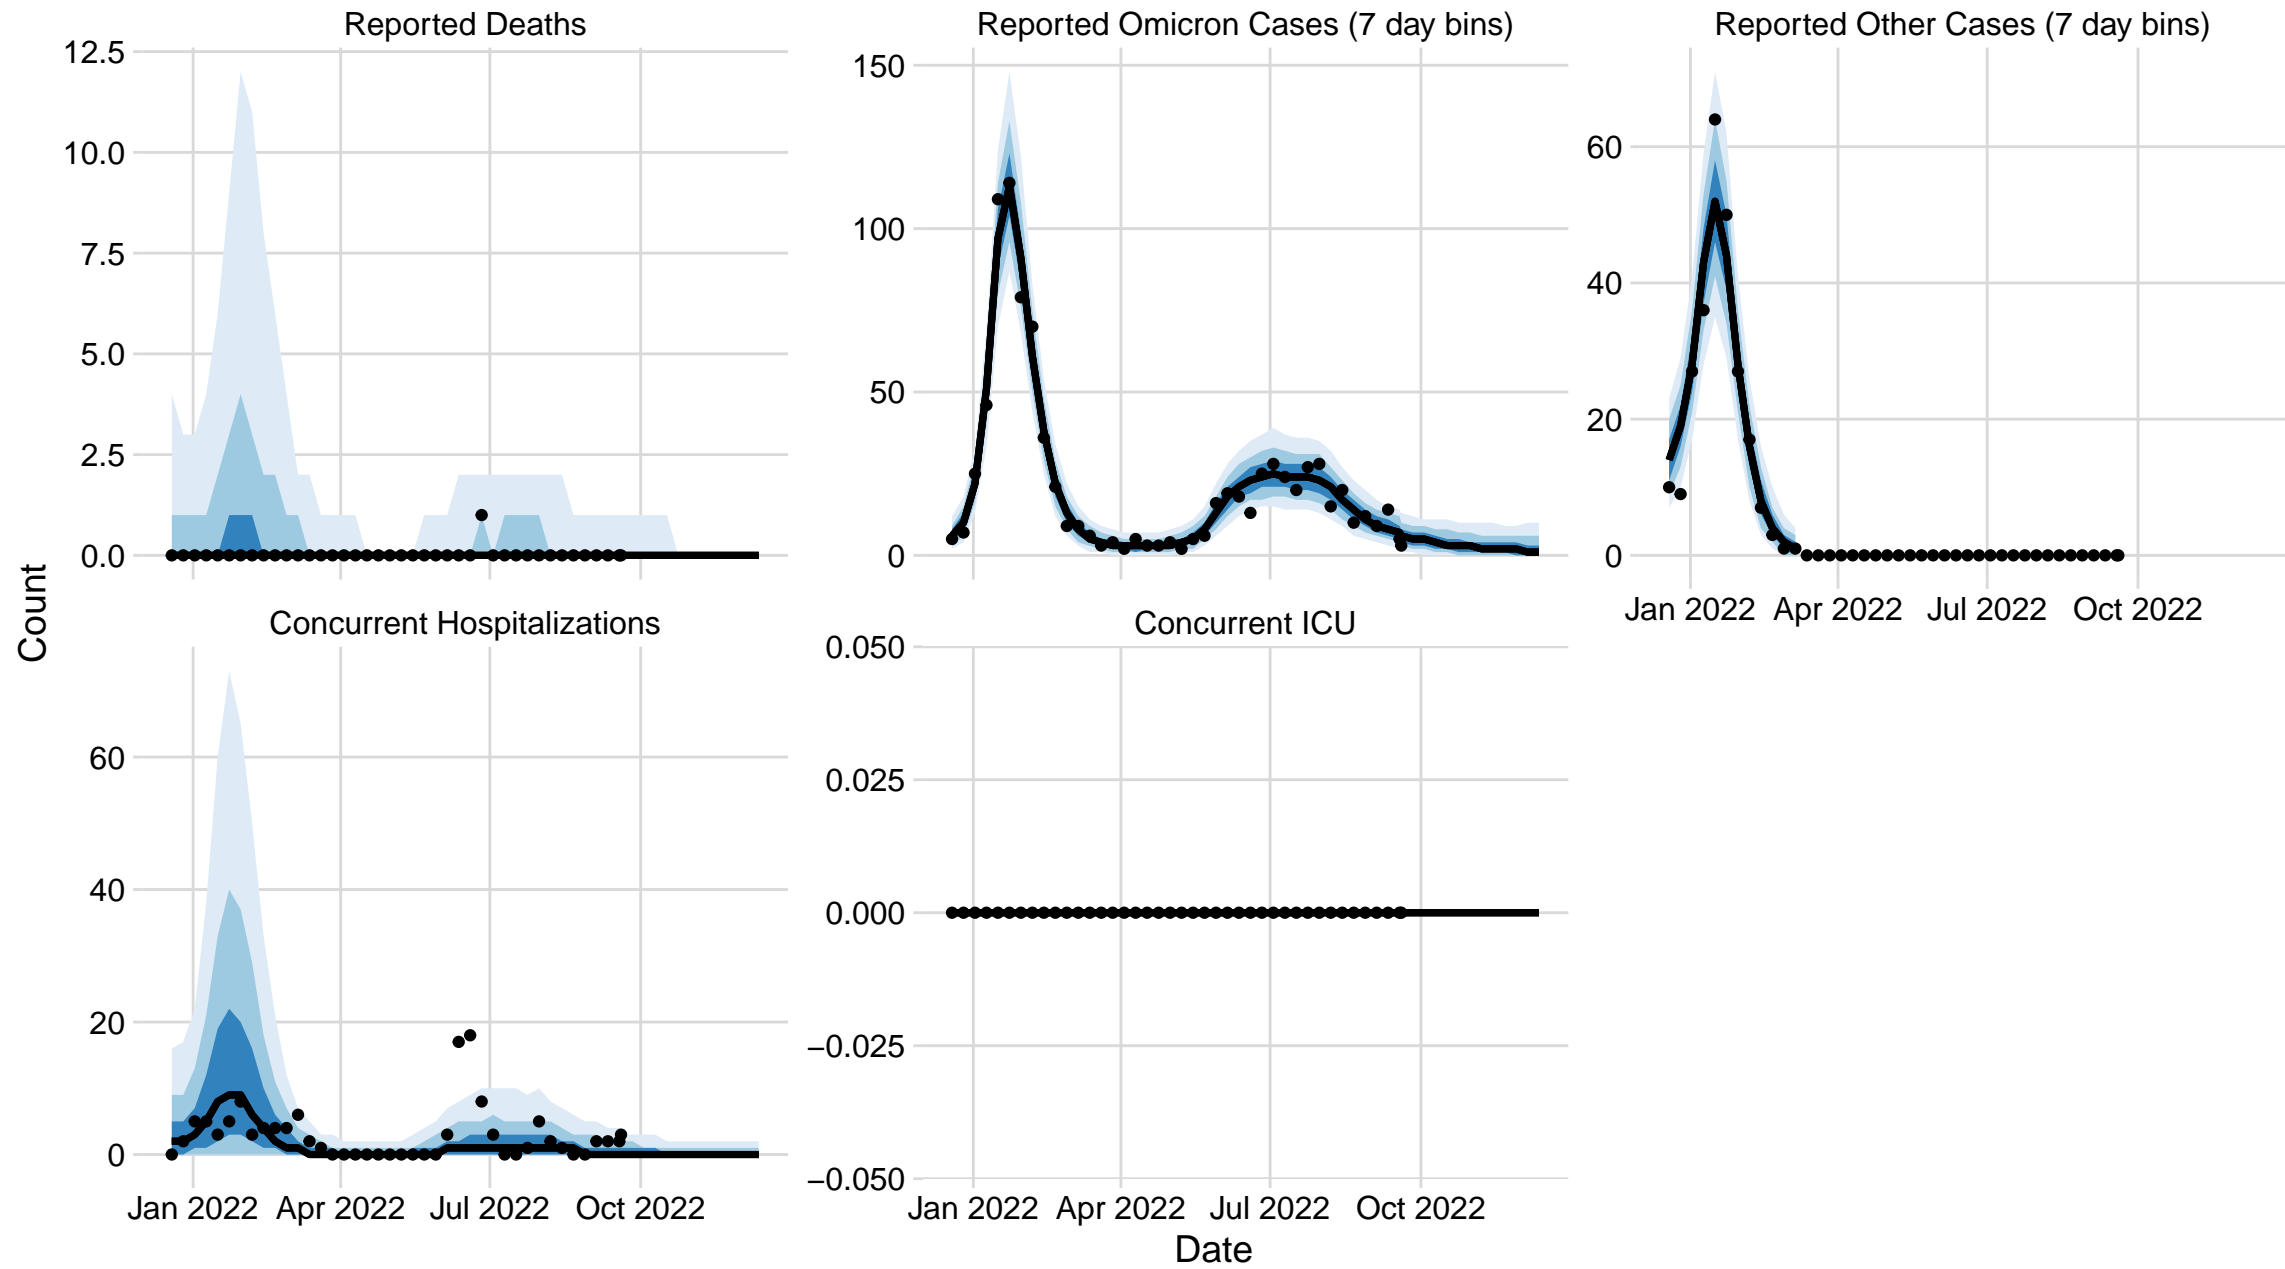 Reported Deaths
12.5
10.0
7.5
5.0
2.5
0.0
Reported Omicron Cases (7 day bins)
150
100
50
0
Reported Other Cases (7 day bins)
60
40
20
0
Jan 2022 Apr 2022 Jul 2022 Oct 2022
Count
Concurrent Hospitalizations
60
40
20
0
Jan 2022 Apr 2022 Jul 2022 Oct 2022
Concurrent ICU
0.050
0.025
0.000
−0.025
−0.050
Jan 2022 Apr 2022 Jul 2022 Oct 2022
Date